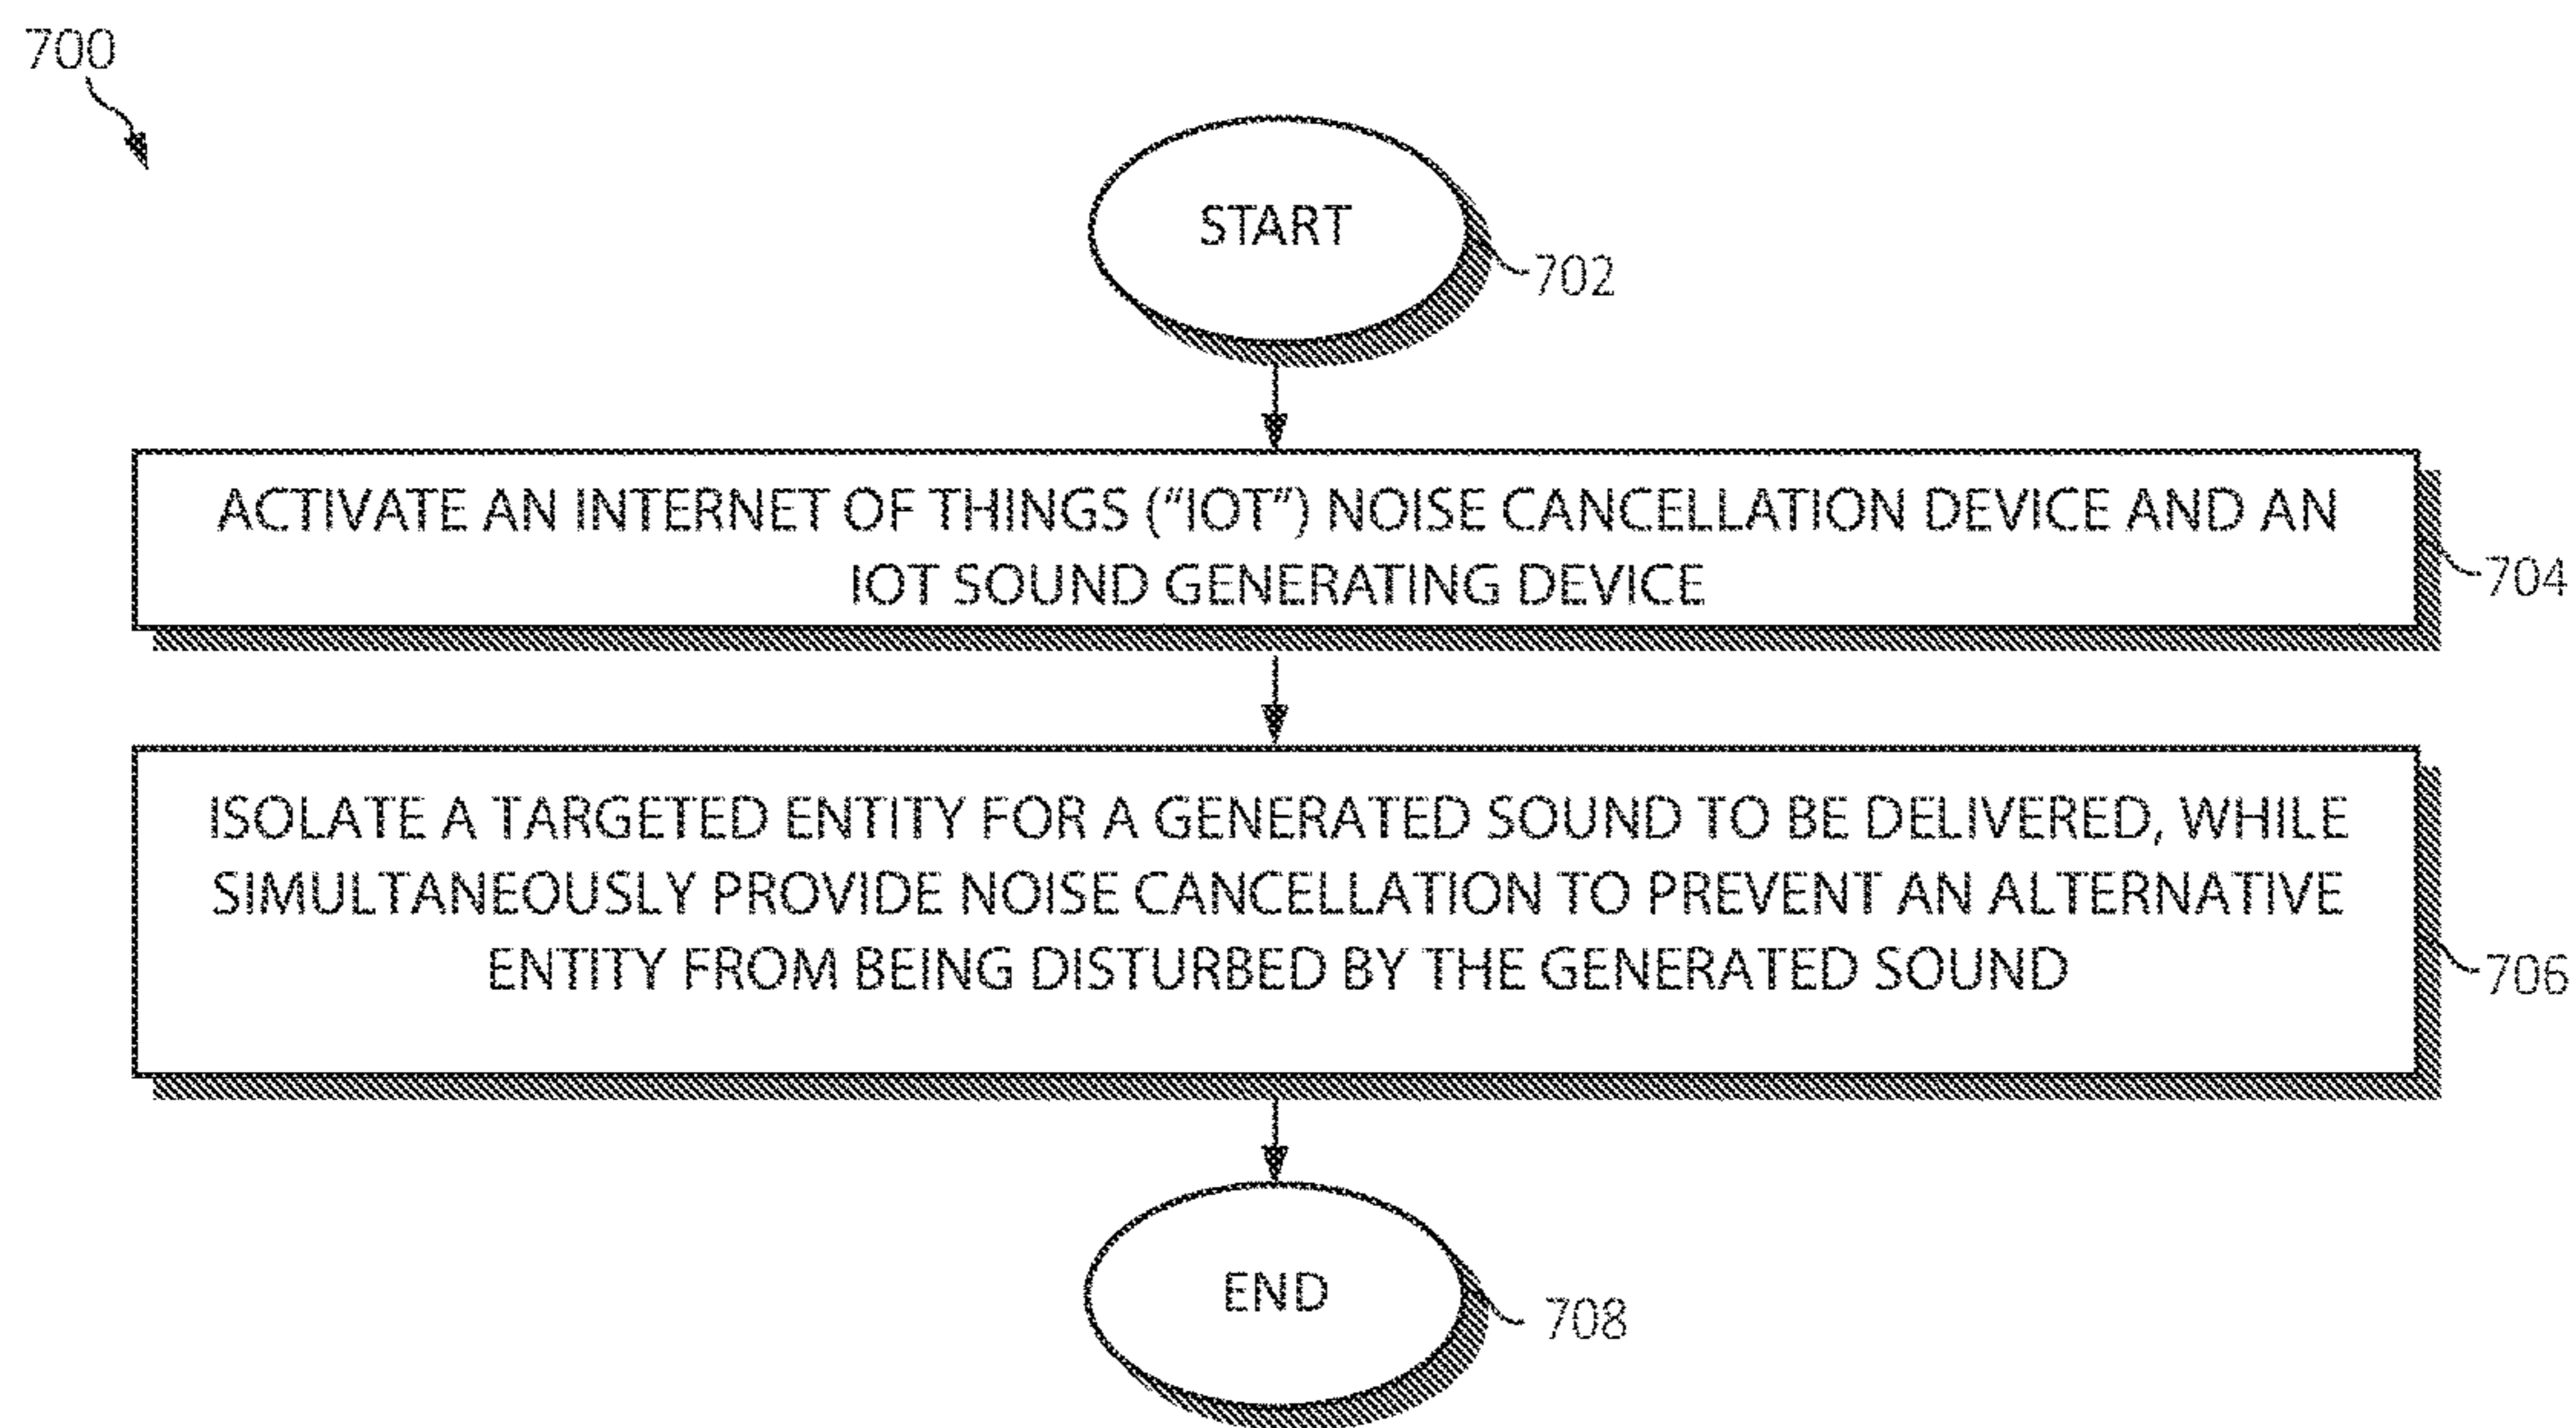 700
START
702
ACTIVATE AN INTERNET OF THINGS (“IOT”) NOISE CANCELLATION DEVICE AND AN
IOT SOUND GENERATING DEVICE
704
ISOLATE A TARGETED ENTITY FOR A GENERATED SOUND TO BE DELIVERED, WHILE
SIMULTANEOUSLY PROVIDE NOISE CANCELLATION TO PREVENT AN ALTERNATIVE
ENTITY FROM BEING DISTURBED BY THE GENERATED SOUND
706
END
708